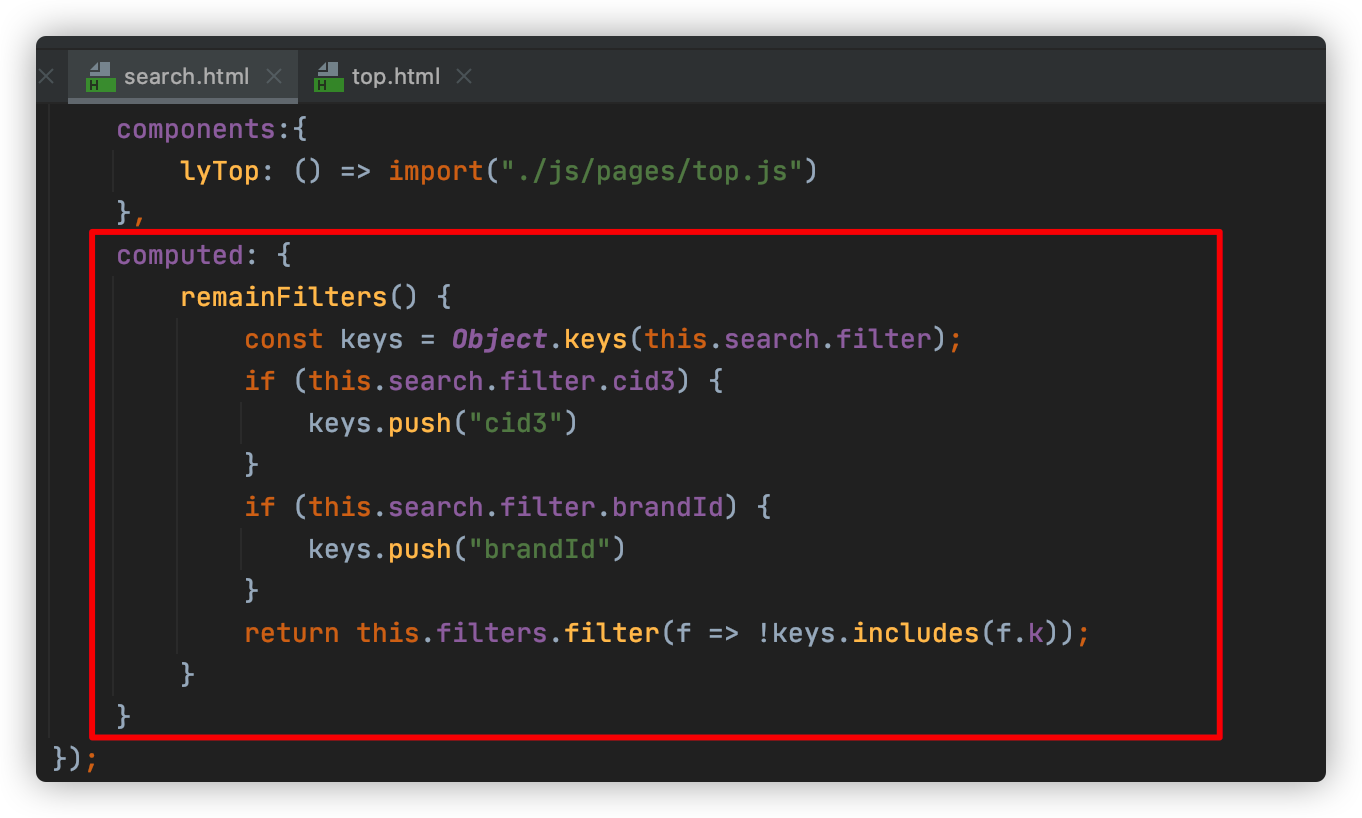 search.html top.html
components:{
lyTop: () => import("./js/pages/top.js")
},
computed: {
remainFilters() {
const keys = Object.keys(this.search.filter);
if (this.search.filter.cid3) {
keys.push("cid3")
}
if (this.search.filter.brandId) {
keys.push("brandId")
}
return this.filters.filter(f => !keys.includes(f.k));
}
}
});